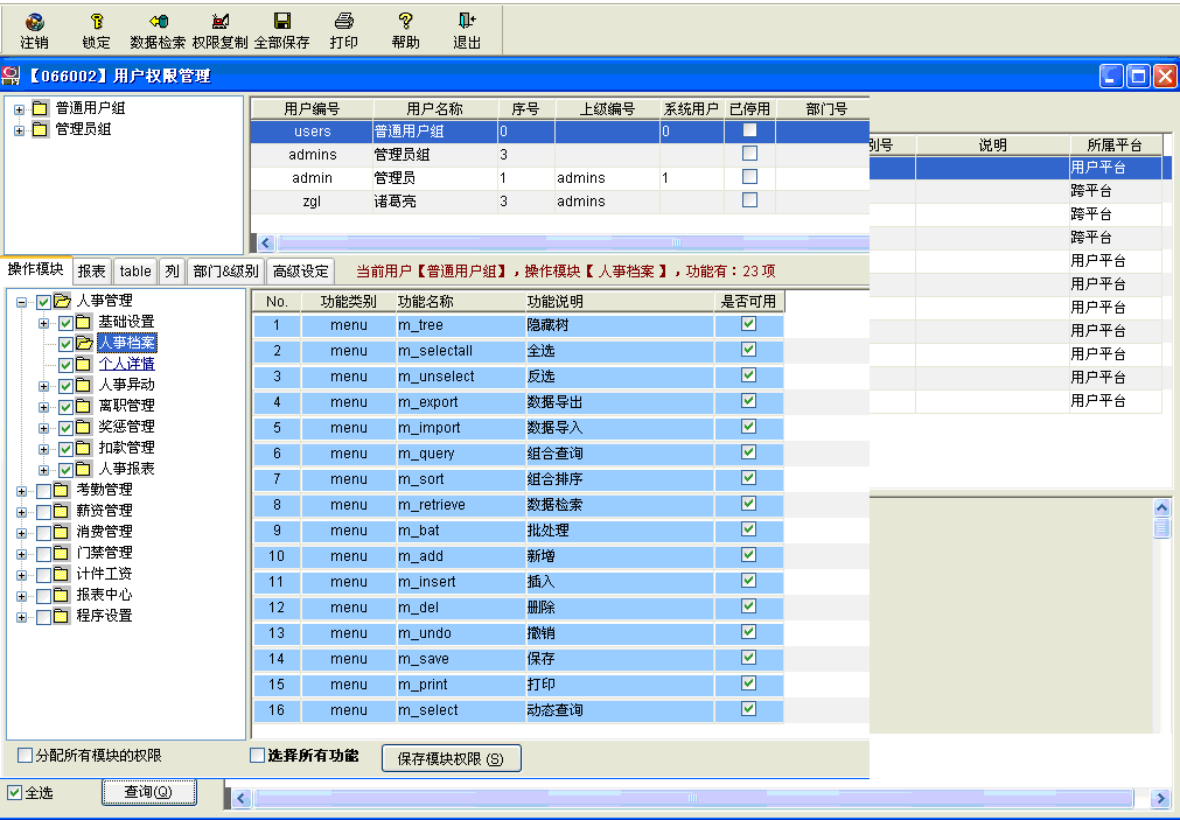 注销 锁定 数据检索 权限复制 全部保存 打印 帮助 退出
【066002】用户权限管理
普通用户组
管理员组
用户编号 用户名称 序号 上级编号 系统用户 已停用 部门号
users 普通用户组 0 0
admins 管理员组 3
admin 管理员 1 admins 1
zgl 诸葛亮 3 admins
别号 说明 所属平台
用户平台
跨平台
跨平台
跨平台
用户平台
用户平台
用户平台
用户平台
用户平台
用户平台
用户平台
操作模块 报表 table 列 部门&级别 高级设定 当前用户【普通用户组】,操作模块【 人事档案 】,功能有:23项
人事管理
基础设置
人事档案
个人详情
人事异动
离职管理
奖惩管理
扣款管理
人事报表
考勤管理
薪资管理
消费管理
门禁管理
计件工资
报表中心
程序设置
No. 功能类别 功能名称 功能说明 是否可用
1 menu m_tree 隐藏树
2 menu m_selectall 全选
3 menu m_unselect 反选
4 menu m_export 数据导出
5 menu m_import 数据导入
6 menu m_query 组合查询
7 menu m_sort 组合排序
8 menu m_retrieve 数据检索
9 menu m_bat 批处理
10 menu m_add 新增
11 menu m_insert 插入
12 menu m_del 删除
13 menu m_undo 撤销
14 menu m_save 保存
15 menu m_print 打印
16 menu m_select 动态查询
分配所有模块的权限 选择所有功能 保存模块权限 (S)
全选 查询(Q)